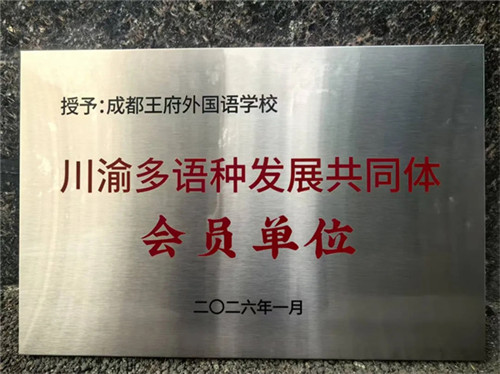 授予:成都王府外国语学校
川渝多语种发展共同体
会员单位
二〇二六年一月